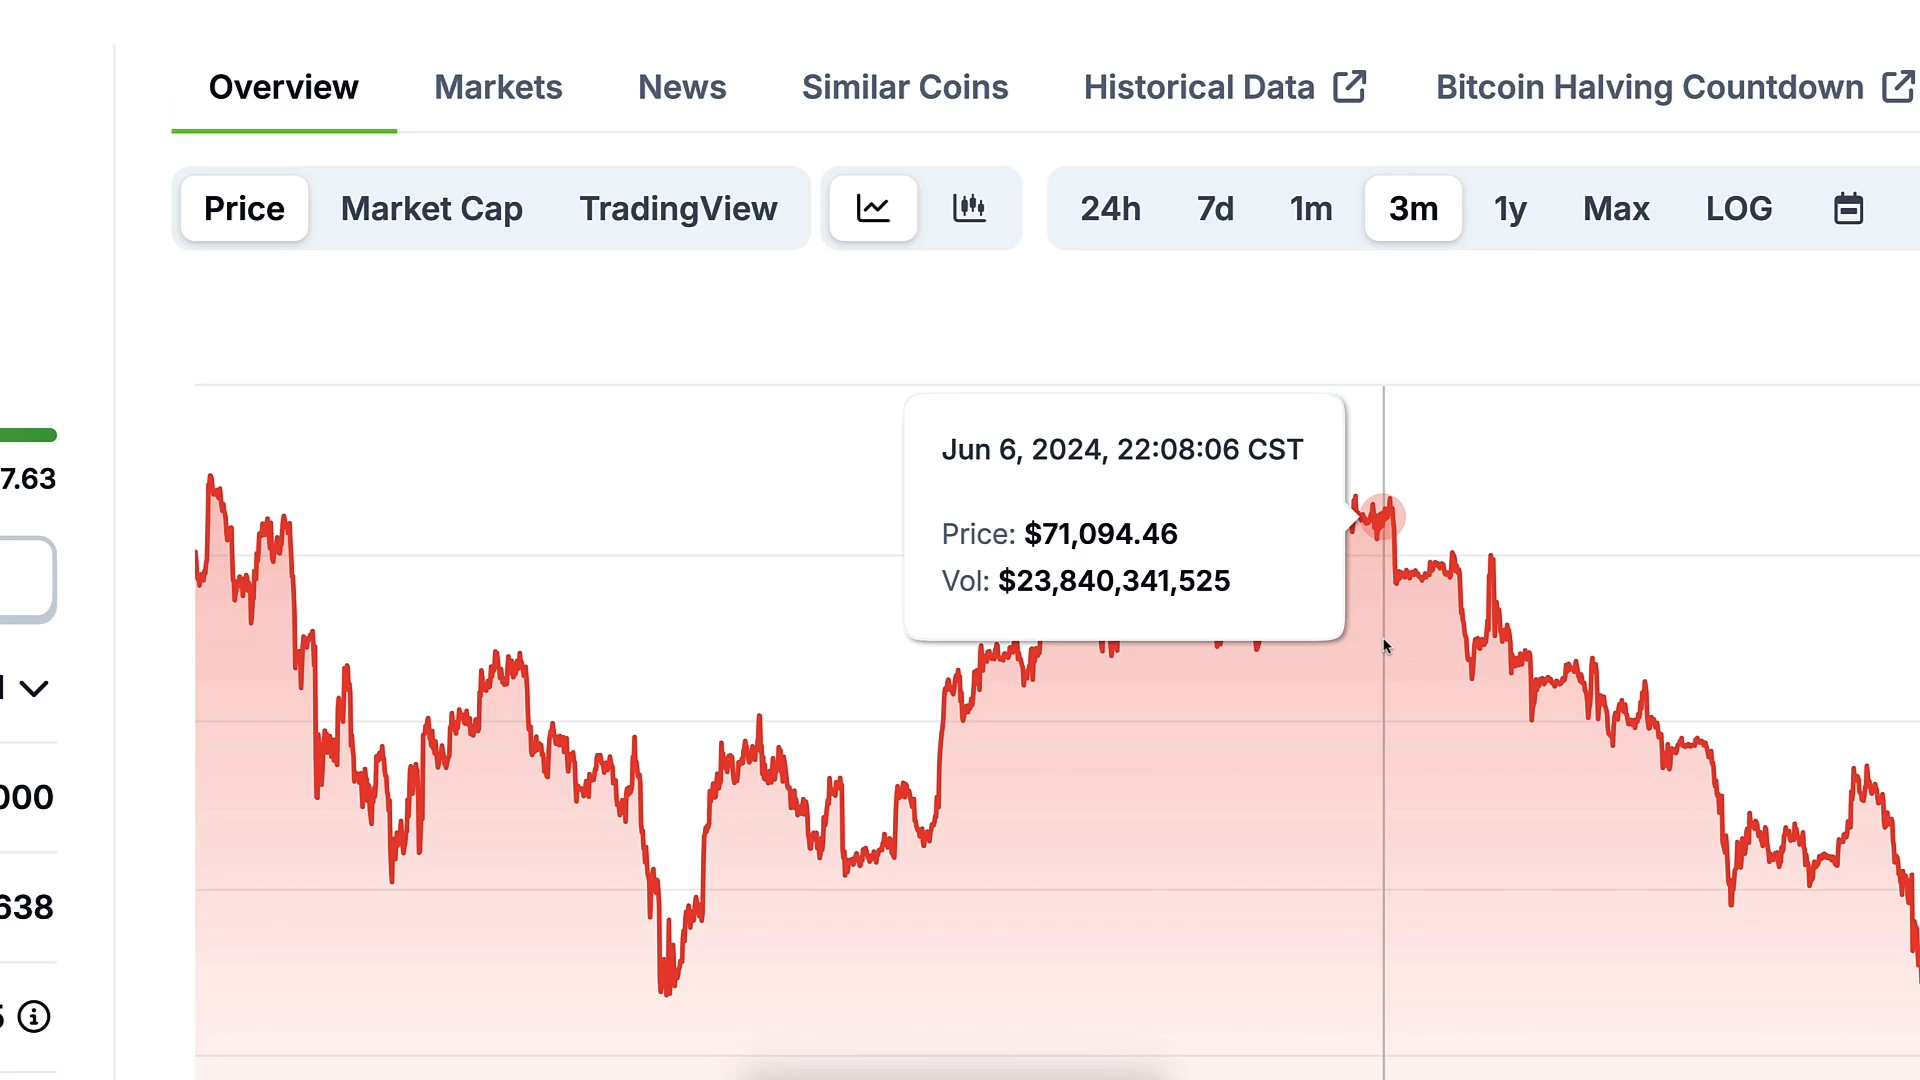 Overview Markets News Similar Coins Historical Data Bitcoin Halving Countdown
Price Market Cap TradingView 24h 7d 1m 3m 1y Max LOG
7.63
Jun 6, 2024, 22:08:06 CST
Price: $71,094.46
Vol: $23,840,341,525
000
638